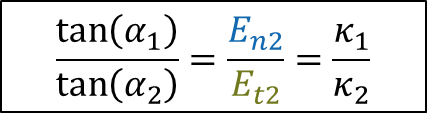 tan(α₁) / tan(α₂) = Eₙ₂ / Eₜ₂ = κ₁ / κ₂